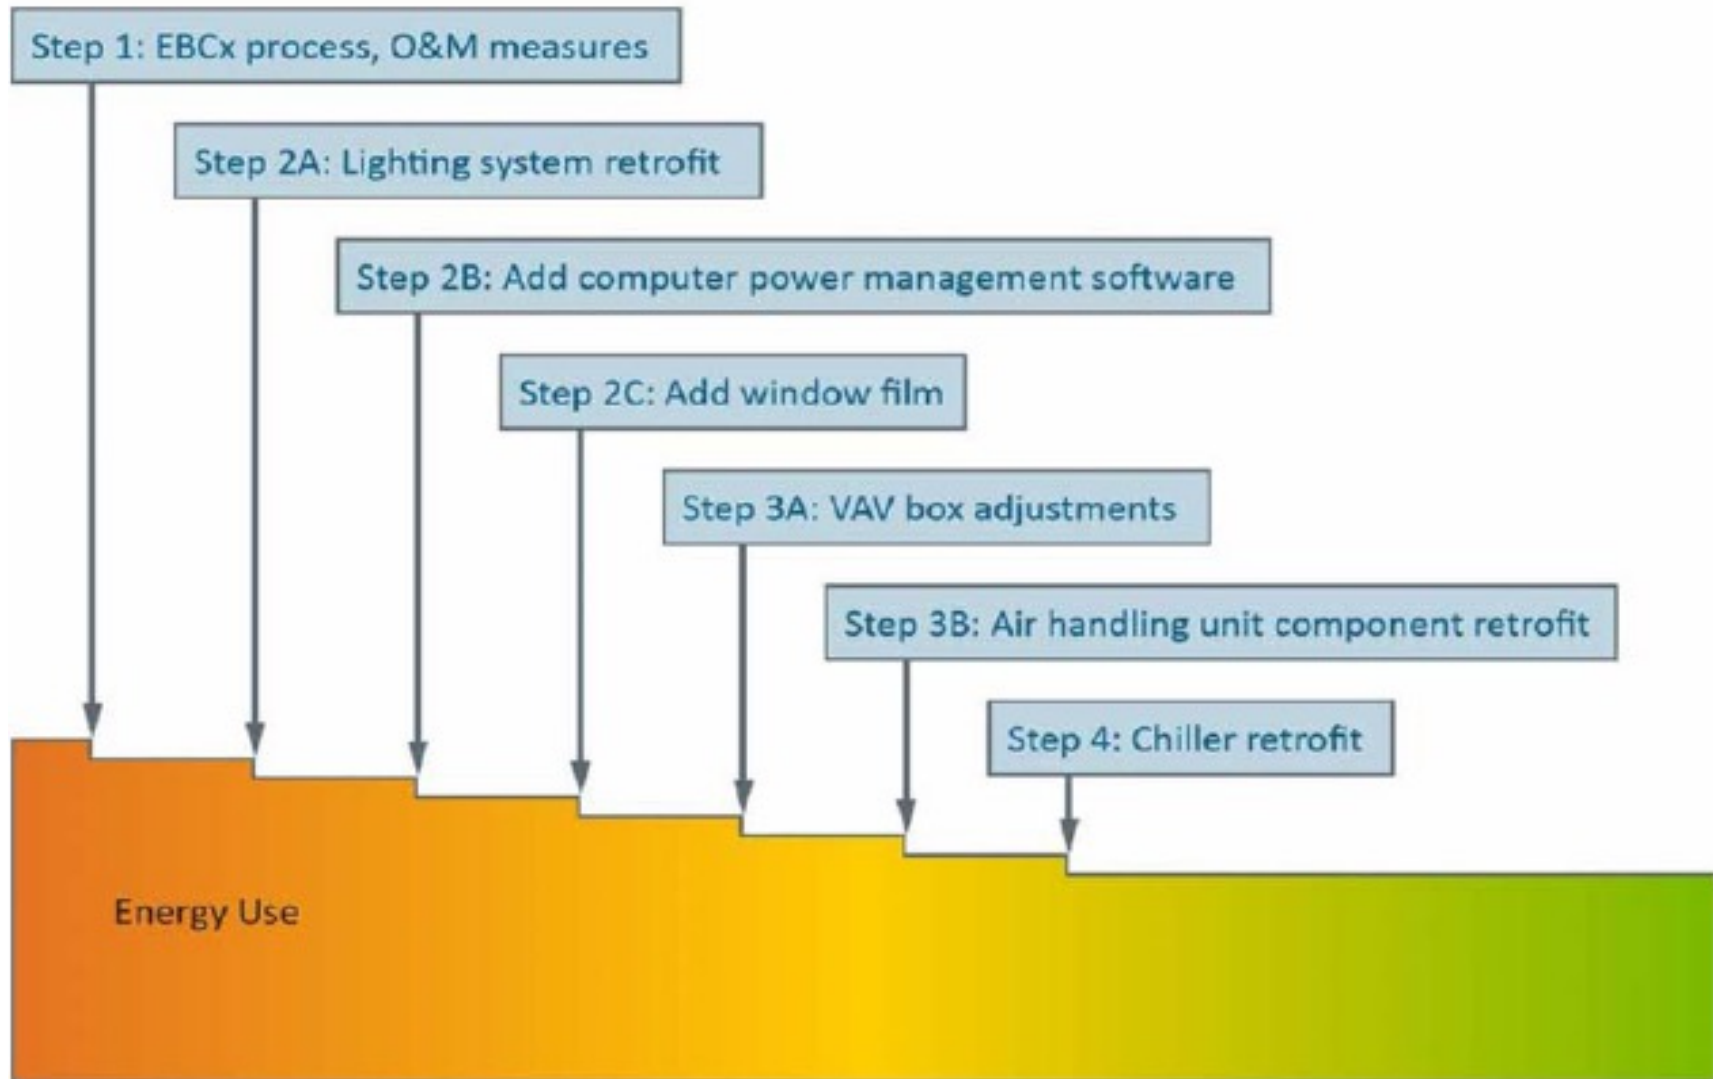 Step 1: EBCx process, O&M measures
Step 2A: Lighting system retrofit
Step 2B: Add computer power management software
Step 2C: Add window film
Step 3A: VAV box adjustments
Step 3B: Air handling unit component retrofit
Step 4: Chiller retrofit
Energy Use